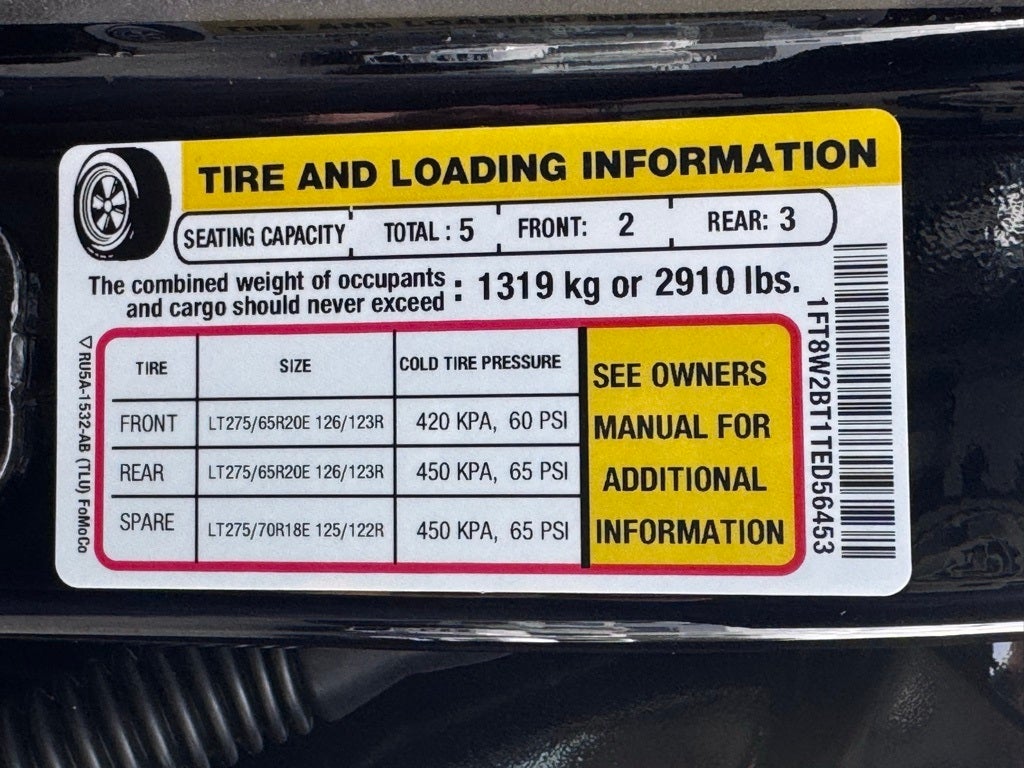 TIRE AND LOADING INFORMATION
SEATING CAPACITY TOTAL : 5 FRONT: 2 REAR: 3
The combined weight of occupants
and cargo should never exceed : 1319 kg or 2910 lbs.
TIRE SIZE COLD TIRE PRESSURE
FRONT LT275/65R20E 126/123R 420 KPA, 60 PSI
REAR LT275/65R20E 126/123R 450 KPA, 65 PSI
SPARE LT275/70R18E 125/122R 450 KPA, 65 PSI
SEE OWNERS
MANUAL FOR
ADDITIONAL
INFORMATION
▽RU5A-1532-AB (TLU) FoMoCo
1FT8W2BT1TED56453